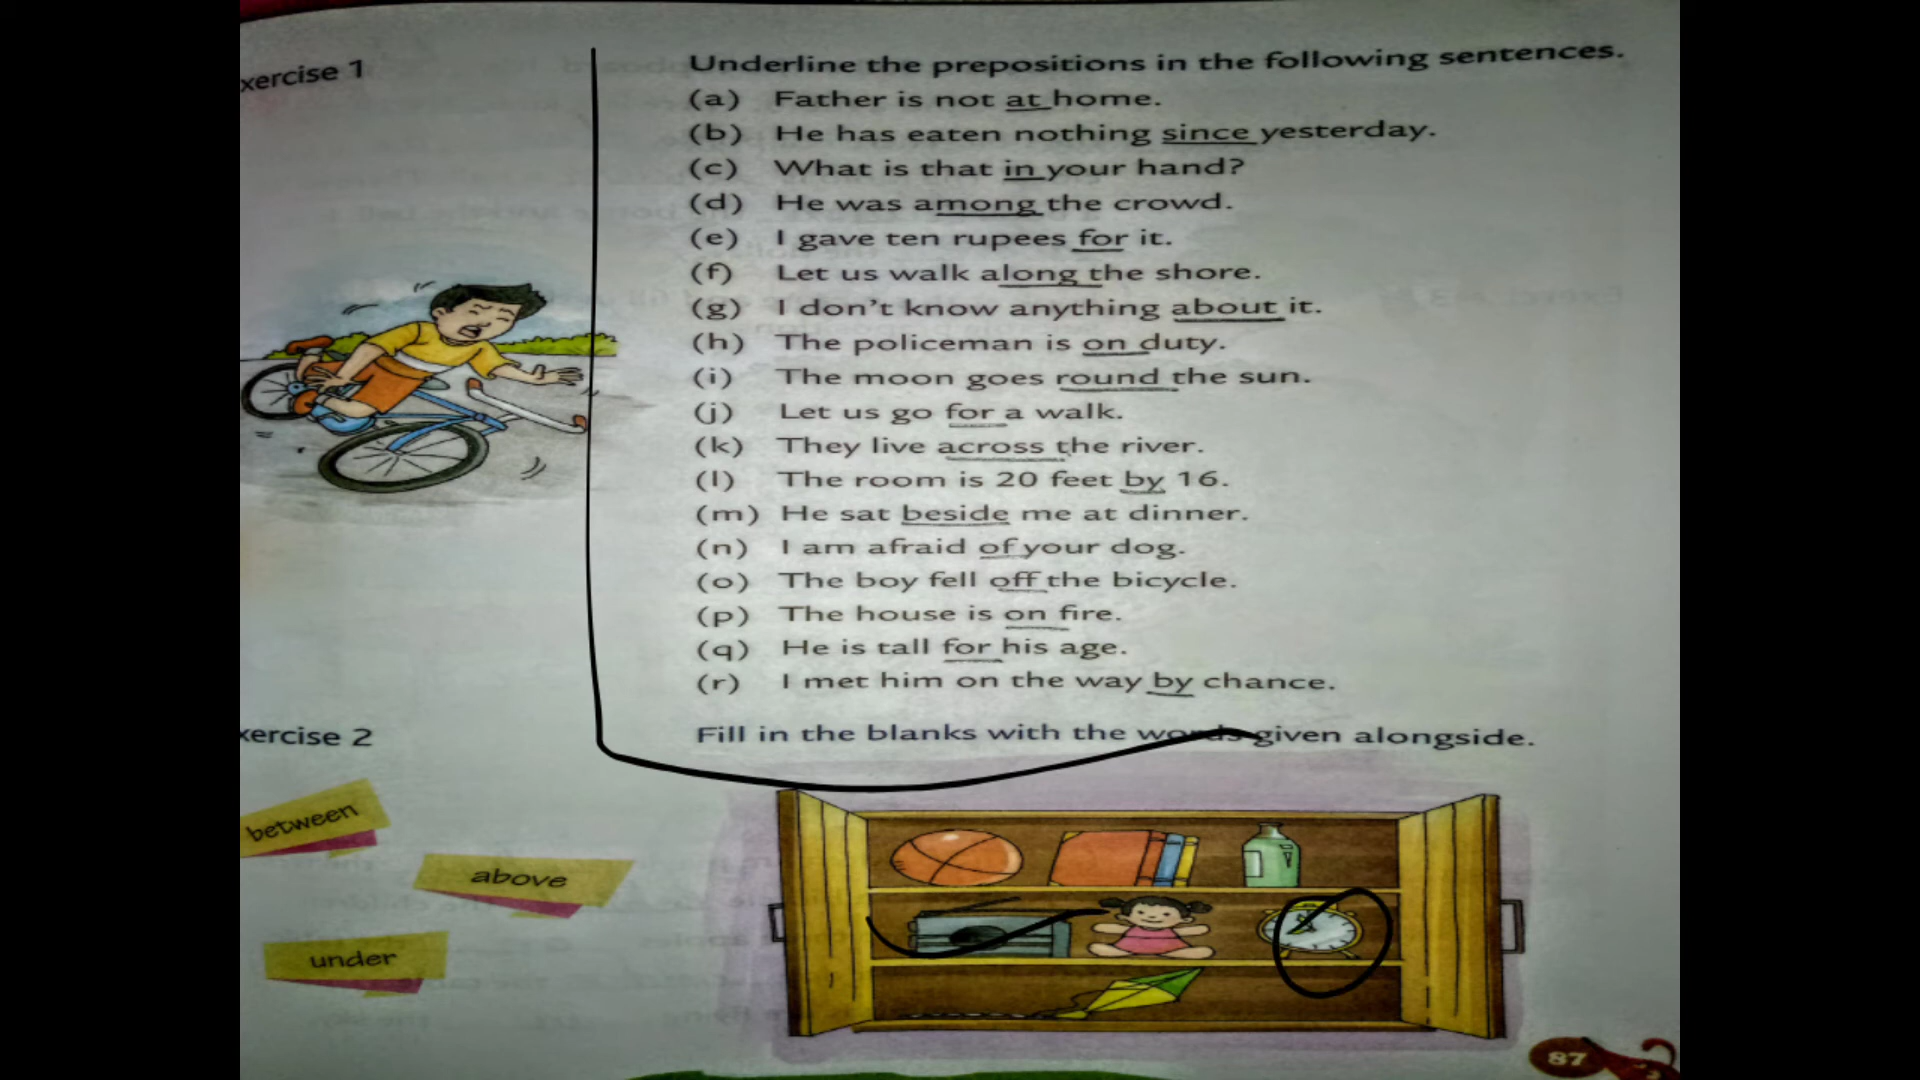 xercise 1
Underline the prepositions in the following sentences.
(a) Father is not at home.
(b) He has eaten nothing since yesterday.
(c) What is that in your hand?
(d) He was among the crowd.
(e) I gave ten rupees for it.
(f) Let us walk along the shore.
(g) I don't know anything about it.
(h) The policeman is on duty.
(i) The moon goes round the sun.
(j) Let us go for a walk.
(k) They live across the river.
(l) The room is 20 feet by 16.
(m) He sat beside me at dinner.
(n) I am afraid of your dog.
(o) The boy fell off the bicycle.
(p) The house is on fire.
(q) He is tall for his age.
(r) I met him on the way by chance.
xercise 2
Fill in the blanks with the words given alongside.
between
above
under
87